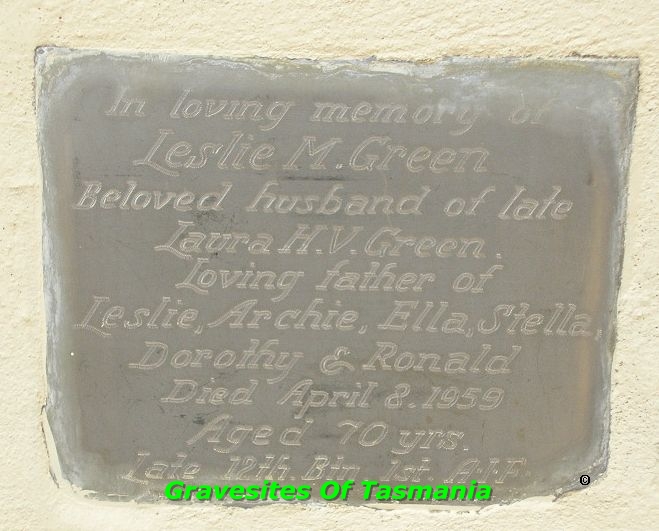 In loving memory of
Leslie M. Green
Beloved husband of late
Laura H.V. Green.
Loving father of
Leslie, Archie, Ella, Stella,
Dorothy & Ronald
Died April 8. 1959
Aged 70 yrs.
Late 12th. Btn. 1st. A.I.F.
Gravesites Of Tasmania
©